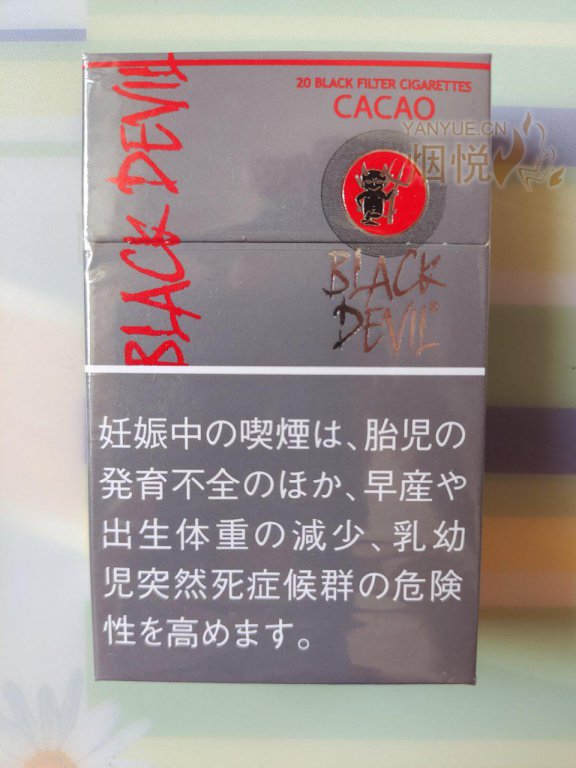 BLACK DEVIL
20 BLACK FILTER CIGARETTES
CACAO
YANYUE.CN
烟悦
BLACK
DEVIL®
妊娠中の喫煙は、胎児の
発育不全のほか、早産や
出生体重の減少、乳幼
児突然死症候群の危険
性を高めます。